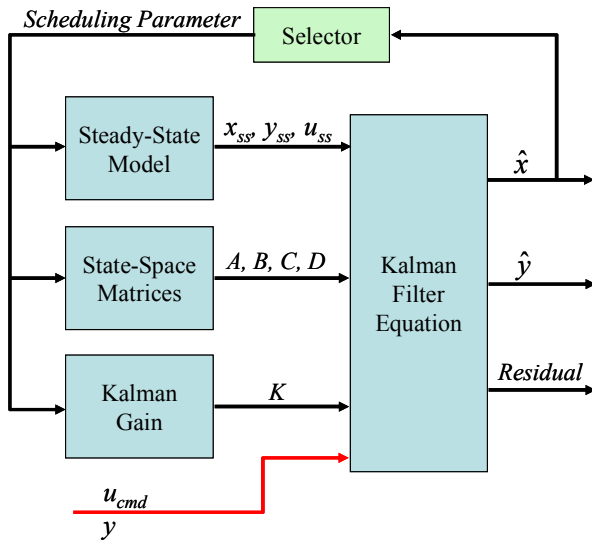 Scheduling Parameter
Selector
Steady-State
Model
x_ss, y_ss, u_ss
x̂
State-Space
Matrices
A, B, C, D
Kalman
Filter
Equation
ŷ
Residual
Kalman
Gain
K
u_cmd
y